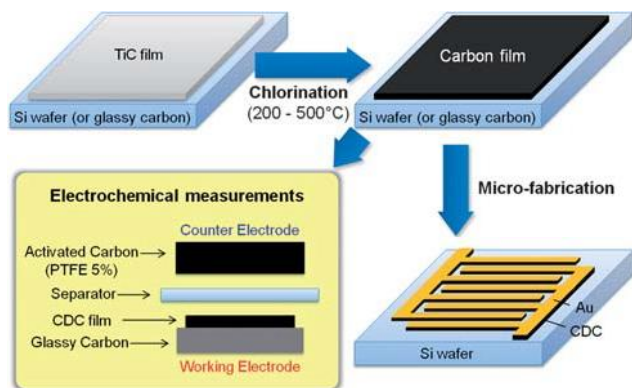 TiC film
Si wafer (or glassy carbon)
Chlorination
(200 - 500°C)
Carbon film
Si wafer (or glassy carbon)
Electrochemical measurements
Counter Electrode
Activated Carbon
(PTFE 5%)
Separator
CDC film
Glassy Carbon
Working Electrode
Micro-fabrication
Au
CDC
Si wafer